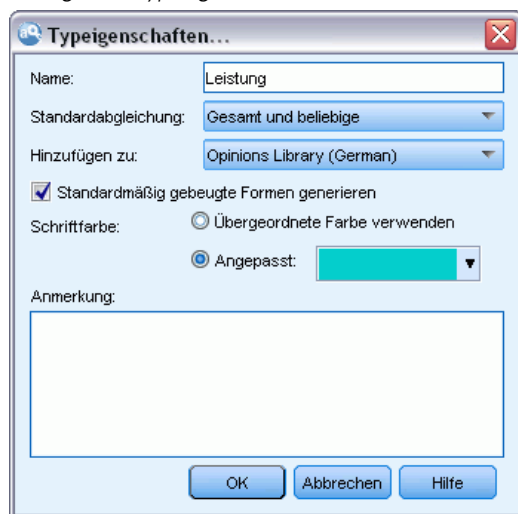 Typeigenschaften...
Name: Leistung
Standardabgleichung: Gesamt und beliebige
Hinzufügen zu: Opinions Library (German)
Standardmäßig gebeugte Formen generieren
Schriftfarbe: Übergeordnete Farbe verwenden
Angepasst:
Anmerkung:
OK Abbrechen Hilfe